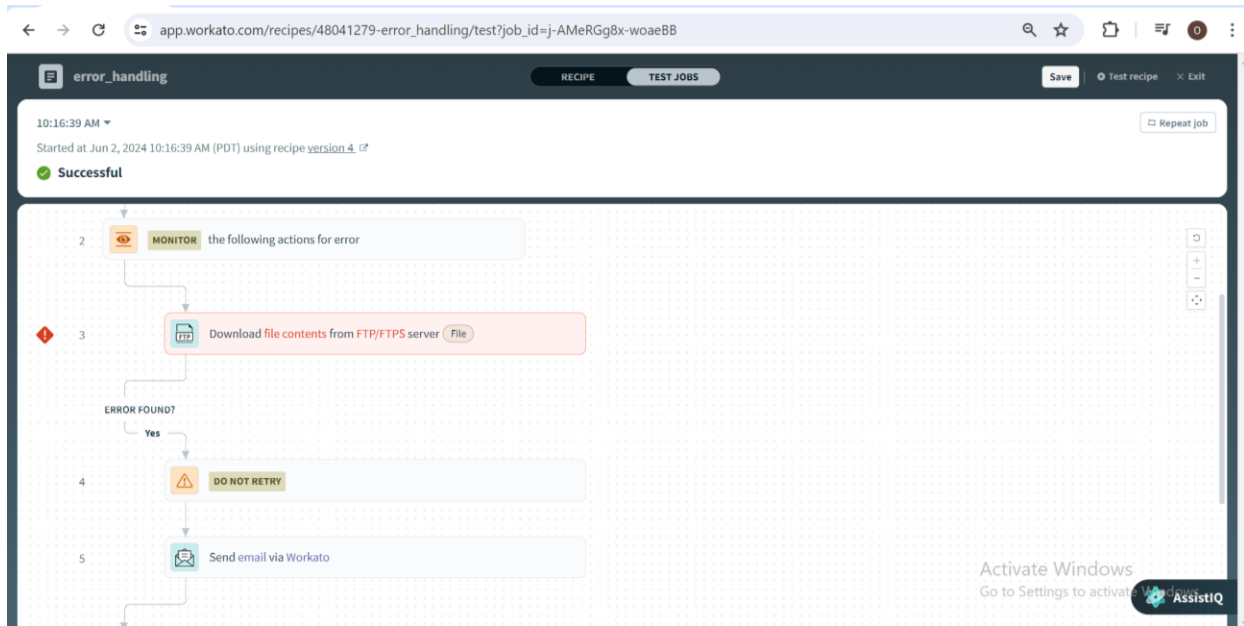 app.workato.com/recipes/48041279-error_handling/test?job_id=j-AMeRGg8x-woaeBB
O
error_handling
RECIPE TEST JOBS
Save Test recipe Exit
10:16:39 AM
Repeat job
Started at Jun 2, 2024 10:16:39 AM (PDT) using recipe version 4
Successful
2 MONITOR the following actions for error
3 FTP Download file contents from FTP/FTPS server File
ERROR FOUND?
Yes
4 DO NOT RETRY
5 Send email via Workato
Activate Windows
Go to Settings to activate Windows.
AssistIQ